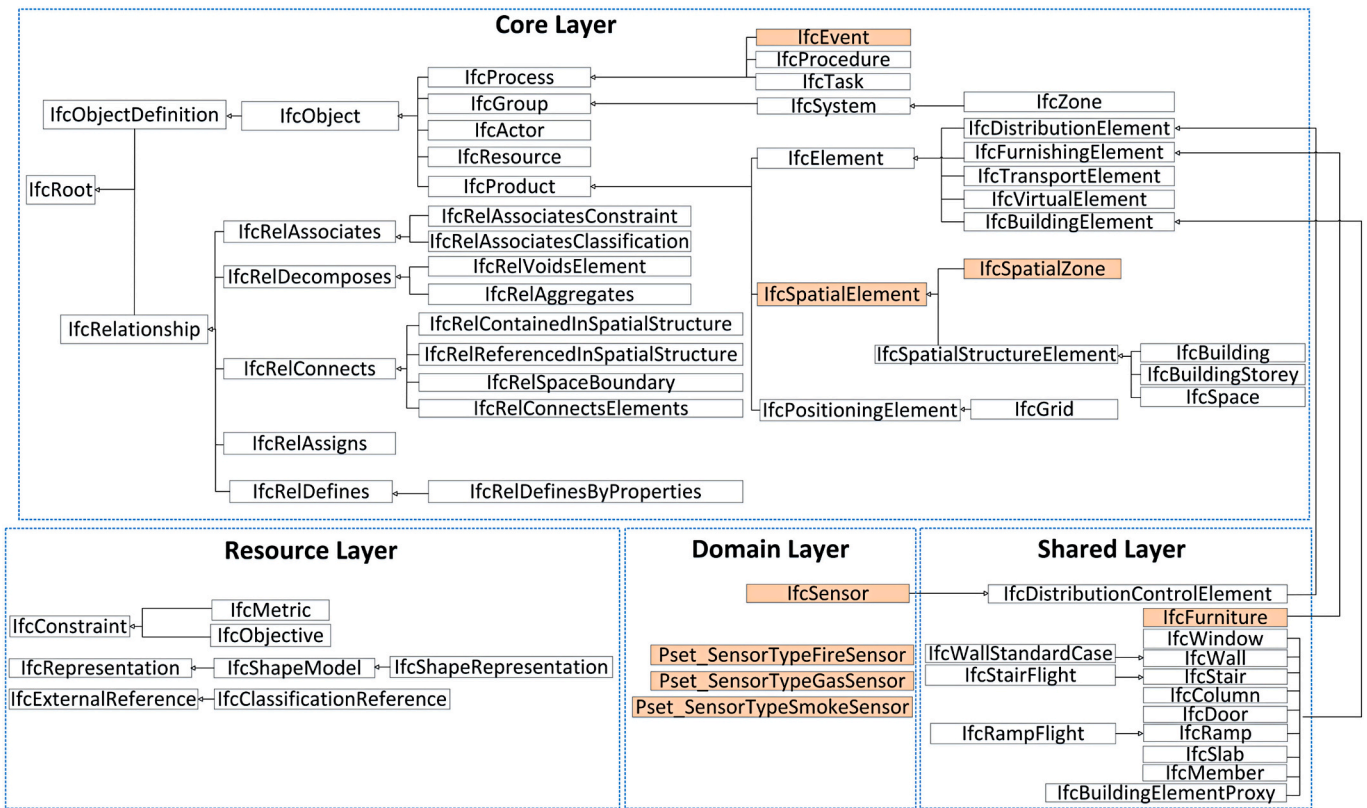 Core Layer
IfcEvent
IfcProcedure
IfcTask
IfcProcess
IfcGroup
IfcActor
IfcResource
IfcProduct
IfcSystem
IfcZone
IfcObjectDefinition
IfcObject
IfcRoot
IfcElement
IfcDistributionElement
IfcFurnishingElement
IfcTransportElement
IfcVirtualElement
IfcBuildingElement
IfcRelAssociates
IfcRelAssociatesConstraint
IfcRelAssociatesClassification
IfcRelDecomposes
IfcRelVoidsElement
IfcRelAggregates
IfcSpatialElement
IfcSpatialZone
IfcRelationship
IfcRelConnects
IfcRelContainedInSpatialStructure
IfcRelReferencedInSpatialStructure
IfcRelSpaceBoundary
IfcRelConnectsElements
IfcSpatialStructureElement
IfcBuilding
IfcBuildingStorey
IfcSpace
IfcPositioningElement
IfcGrid
IfcRelAssigns
IfcRelDefines
IfcRelDefinesByProperties
Resource Layer
IfcConstraint
IfcMetric
IfcObjective
IfcRepresentation
IfcShapeModel
IfcShapeRepresentation
IfcExternalReference
IfcClassificationReference
Domain Layer
IfcSensor
Pset_SensorTypeFireSensor
Pset_SensorTypeGasSensor
Pset_SensorTypeSmokeSensor
Shared Layer
IfcDistributionControlElement
IfcFurniture
IfcWindow
IfcWallStandardCase
IfcWall
IfcStairFlight
IfcStair
IfcColumn
IfcDoor
IfcRampFlight
IfcRamp
IfcSlab
IfcMember
IfcBuildingElementProxy